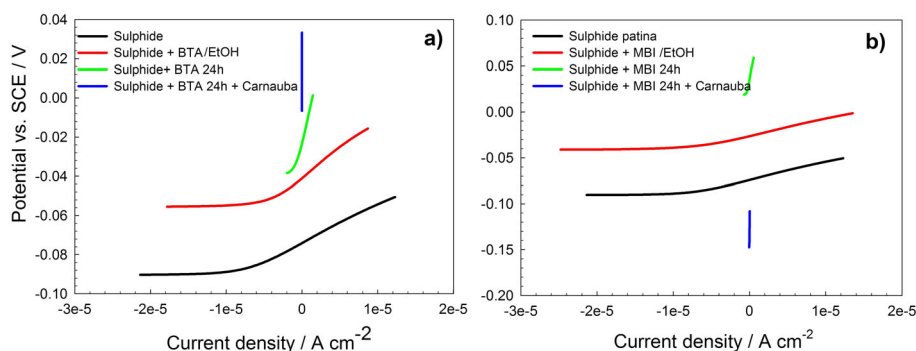 a)
Sulphide
Sulphide + BTA/EtOH
Sulphide+ BTA 24h
Sulphide + BTA 24h + Carnauba
Potential vs. SCE / V
0.04
0.02
0.00
-0.02
-0.04
-0.06
-0.08
-0.10
-3e-5 -2e-5 -1e-5 0 1e-5 2e-5
Current density / A cm-2
b)
Sulphide patina
Sulphide + MBI /EtOH
Sulphide + MBI 24h
Sulphide + MBI 24h + Carnauba
0.10
0.05
0.00
-0.05
-0.10
-0.15
-0.20
-3e-5 -2e-5 -1e-5 0 1e-5 2e-5
Current density / A cm-2